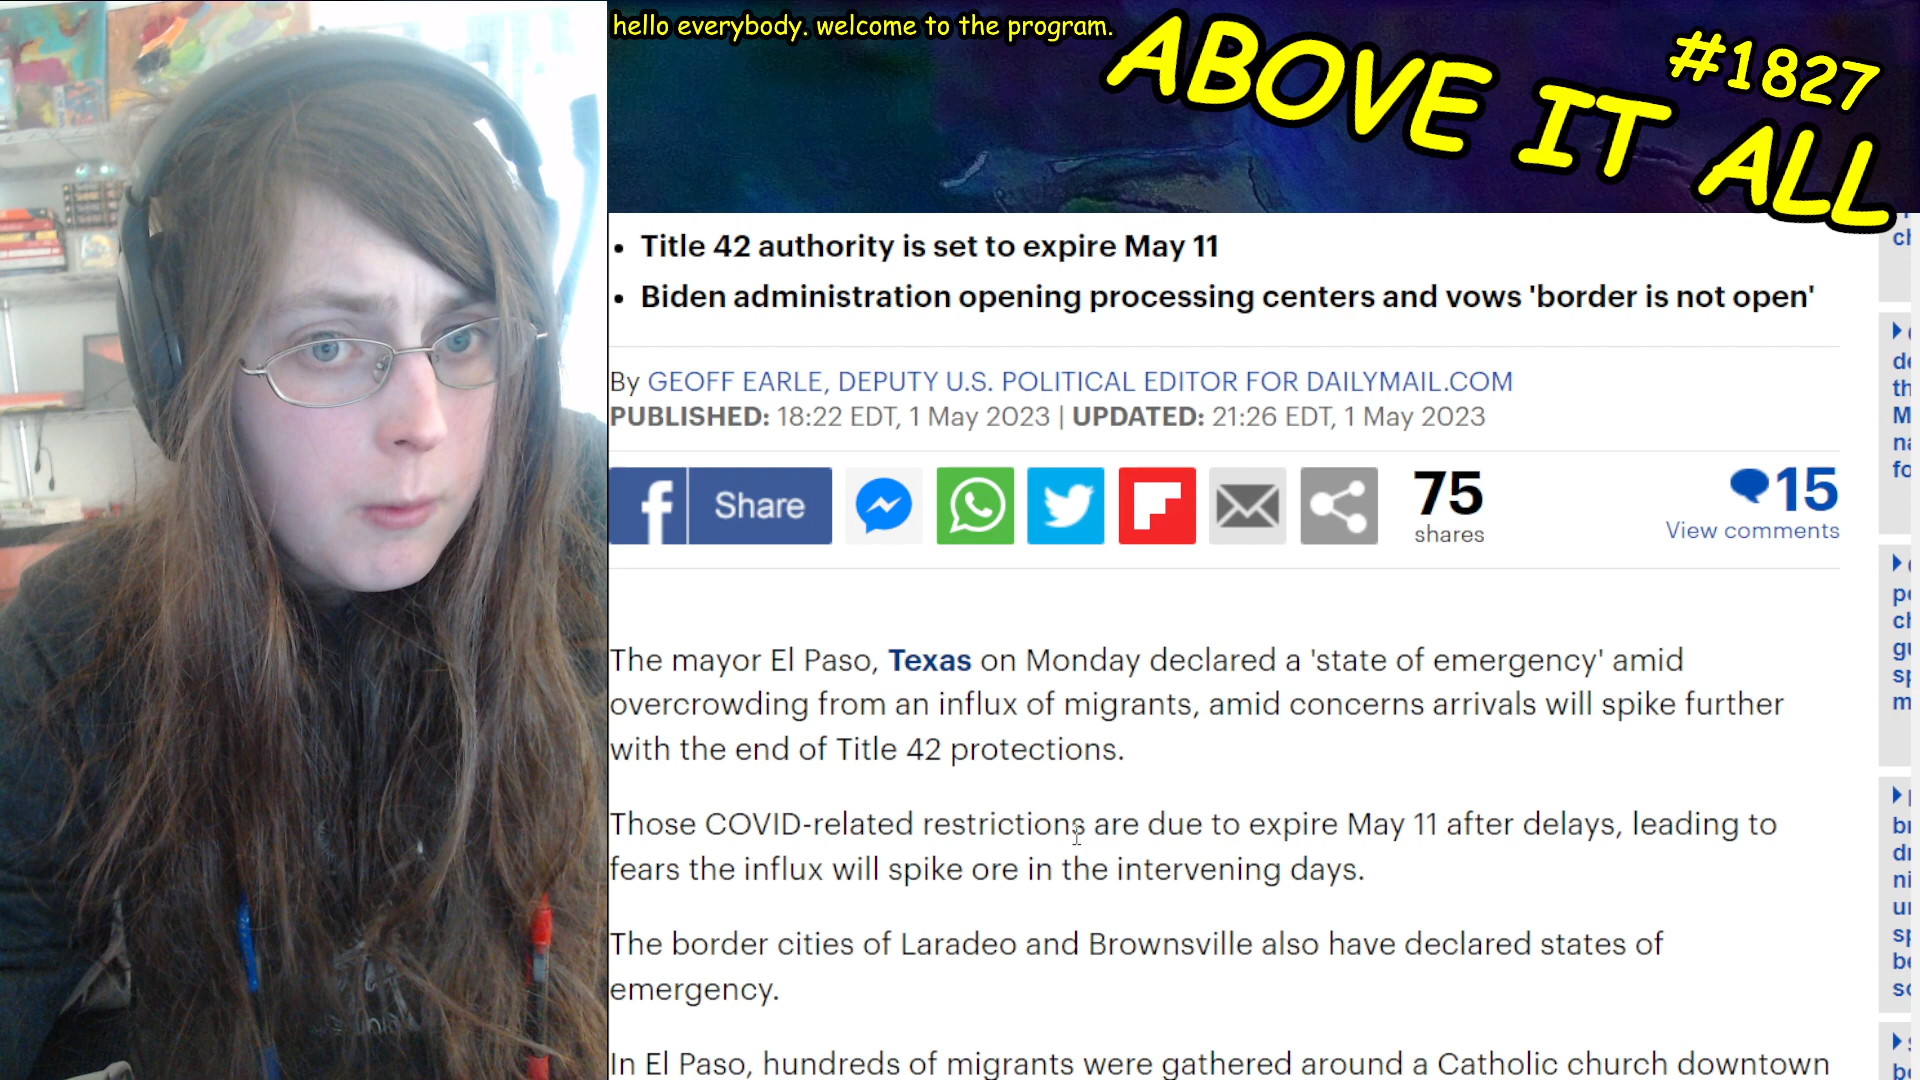 hello everybody. welcome to the program.
ABOVE IT ALL
#1827
• Title 42 authority is set to expire May 11
• Biden administration opening processing centers and vows 'border is not open'
By GEOFF EARLE, DEPUTY U.S. POLITICAL EDITOR FOR DAILYMAIL.COM
PUBLISHED: 18:22 EDT, 1 May 2023 | UPDATED: 21:26 EDT, 1 May 2023
Share
75
shares
15
View comments
The mayor El Paso, Texas on Monday declared a 'state of emergency' amid
overcrowding from an influx of migrants, amid concerns arrivals will spike further
with the end of Title 42 protections.
Those COVID-related restrictions are due to expire May 11 after delays, leading to
fears the influx will spike ore in the intervening days.
The border cities of Laradeo and Brownsville also have declared states of
emergency.
In El Paso, hundreds of migrants were gathered around a Catholic church downtown